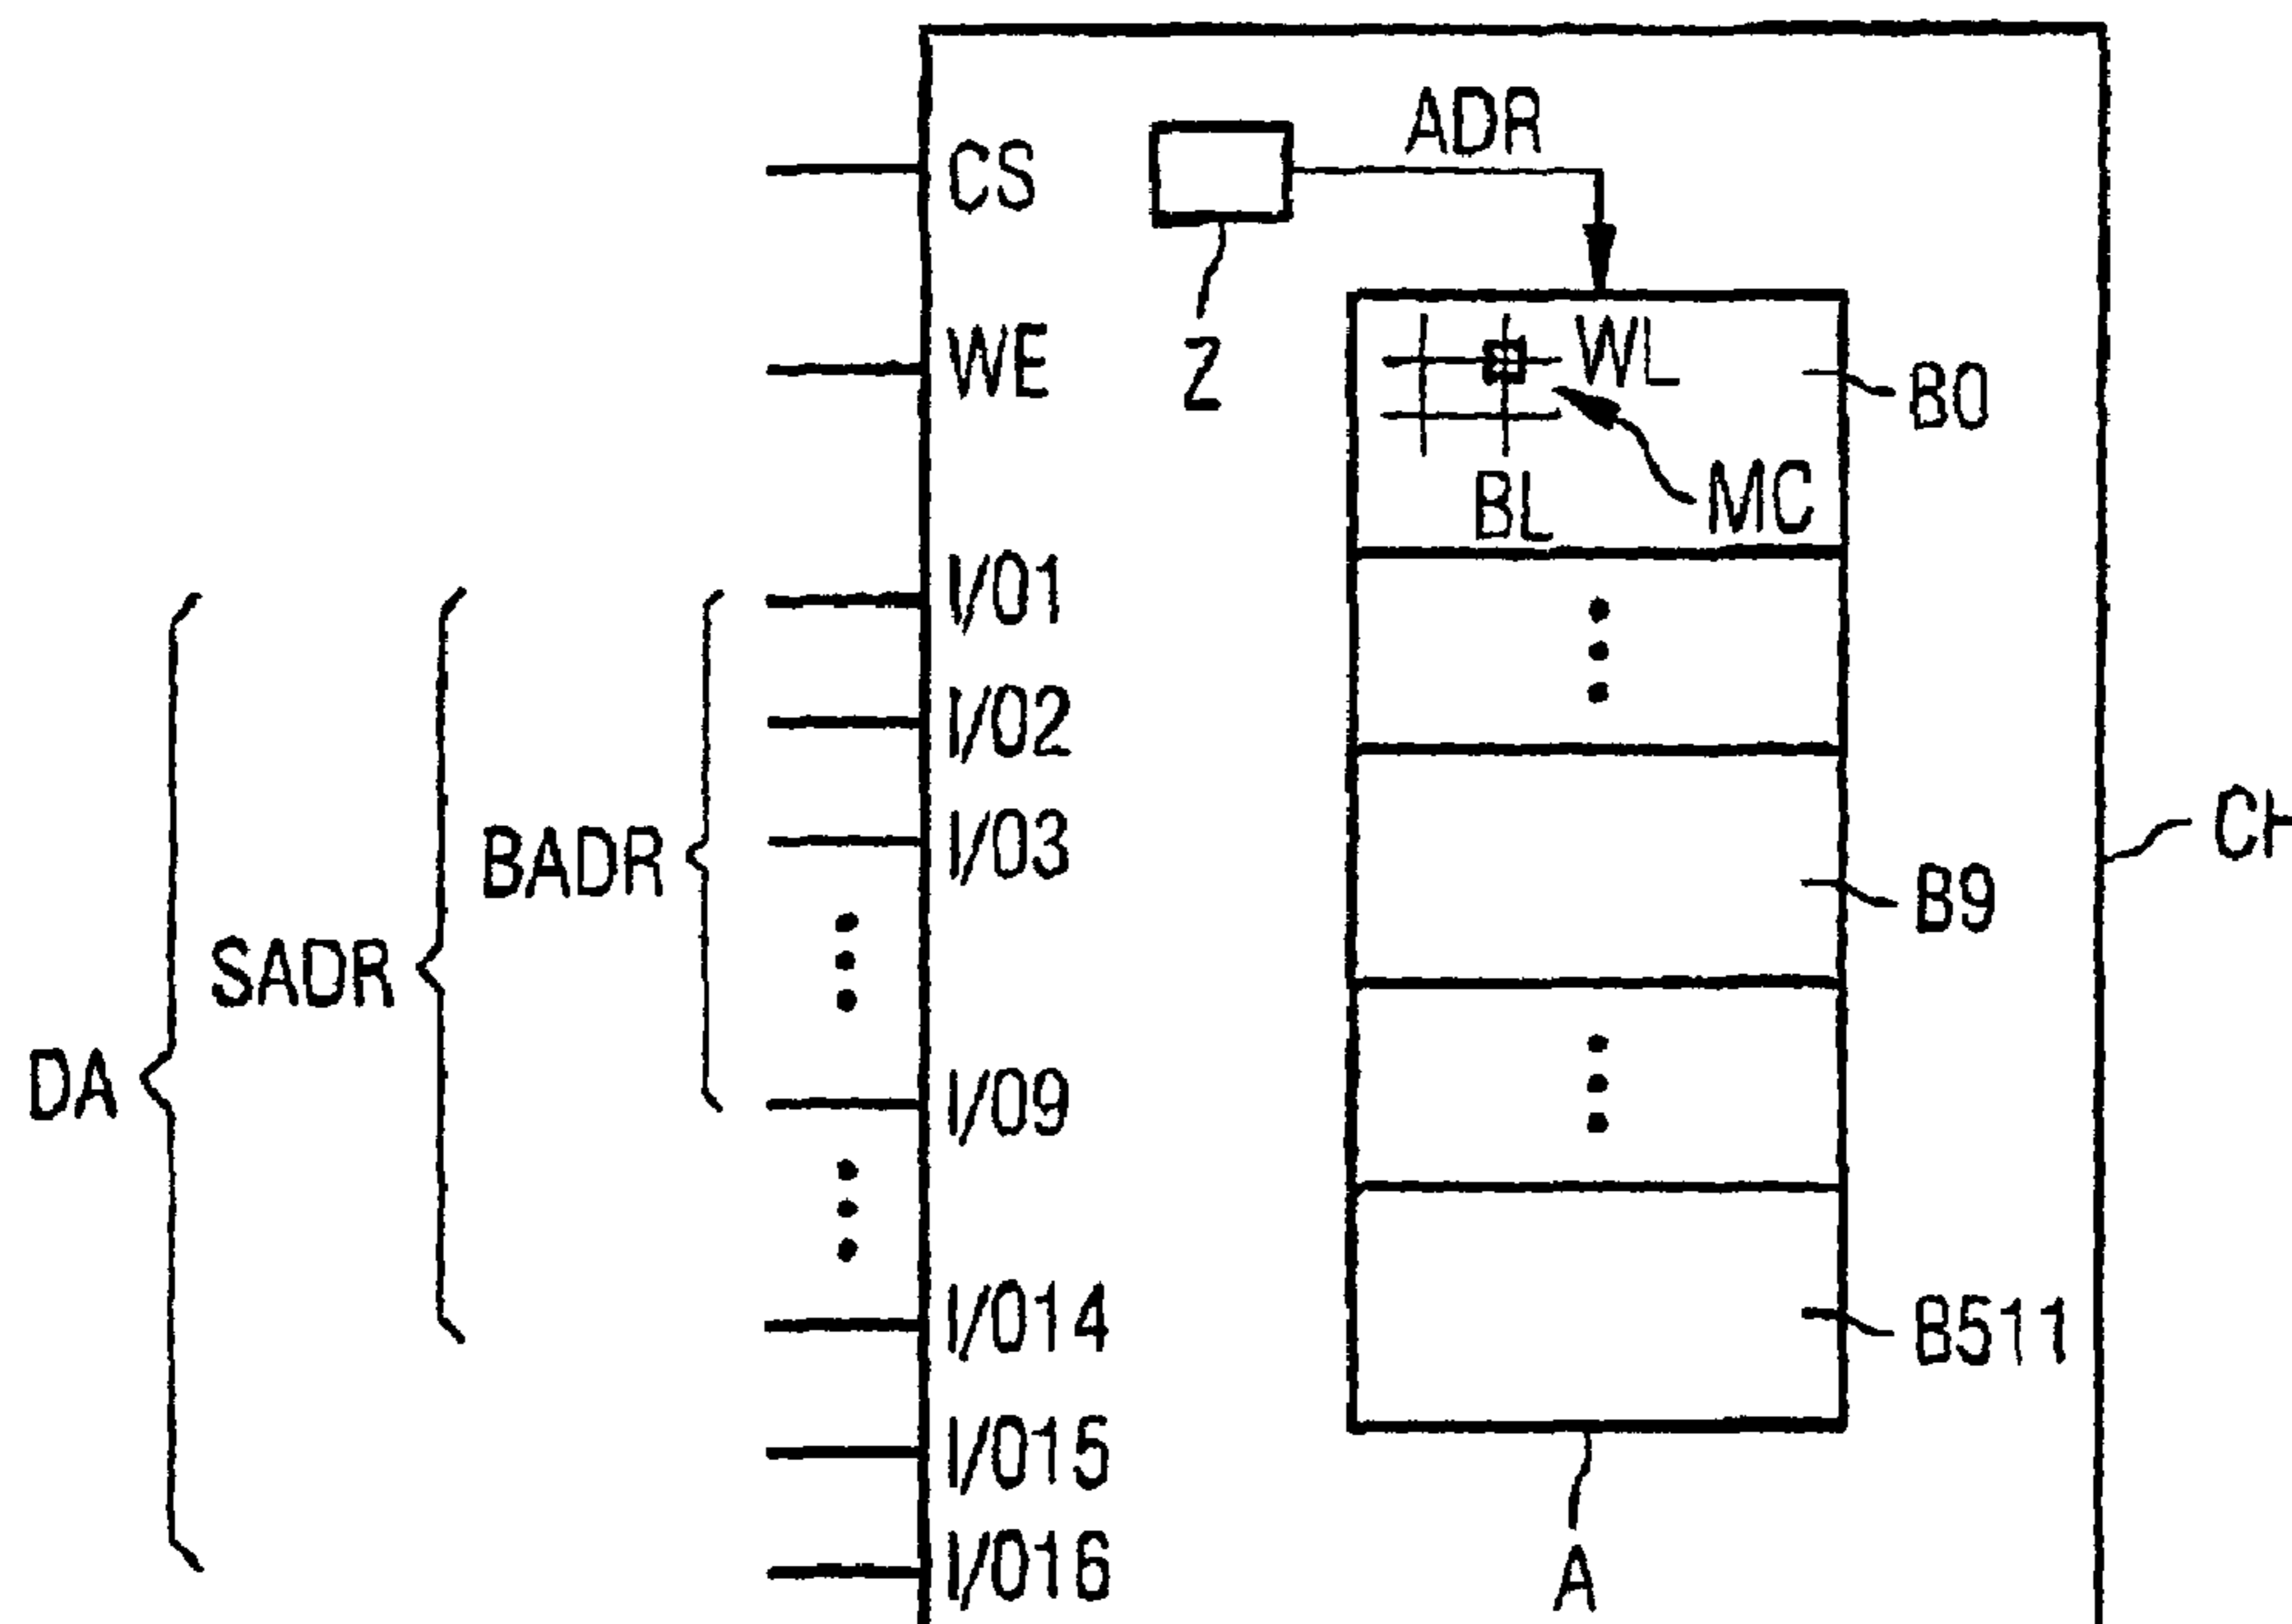 ADR
CS
Z
WE
WL
B0
BL
MC
I/01
I/02
I/03
BADR
CH
B9
SADR
DA
I/09
I/014
B511
I/015
I/016
A